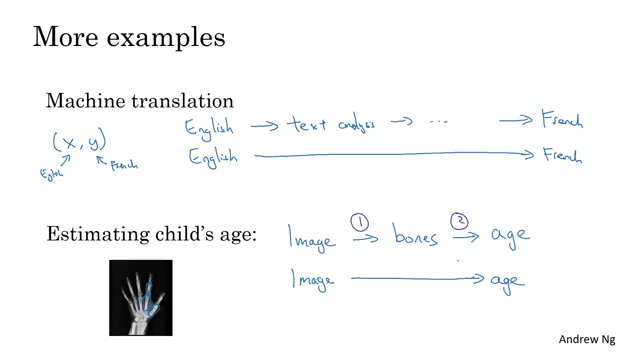 More examples
Machine translation
English → text analysis → ... → French
(x, y)
English → French
French
Estimating child's age:
① ②
Image → bones → age
Image → age
Andrew Ng